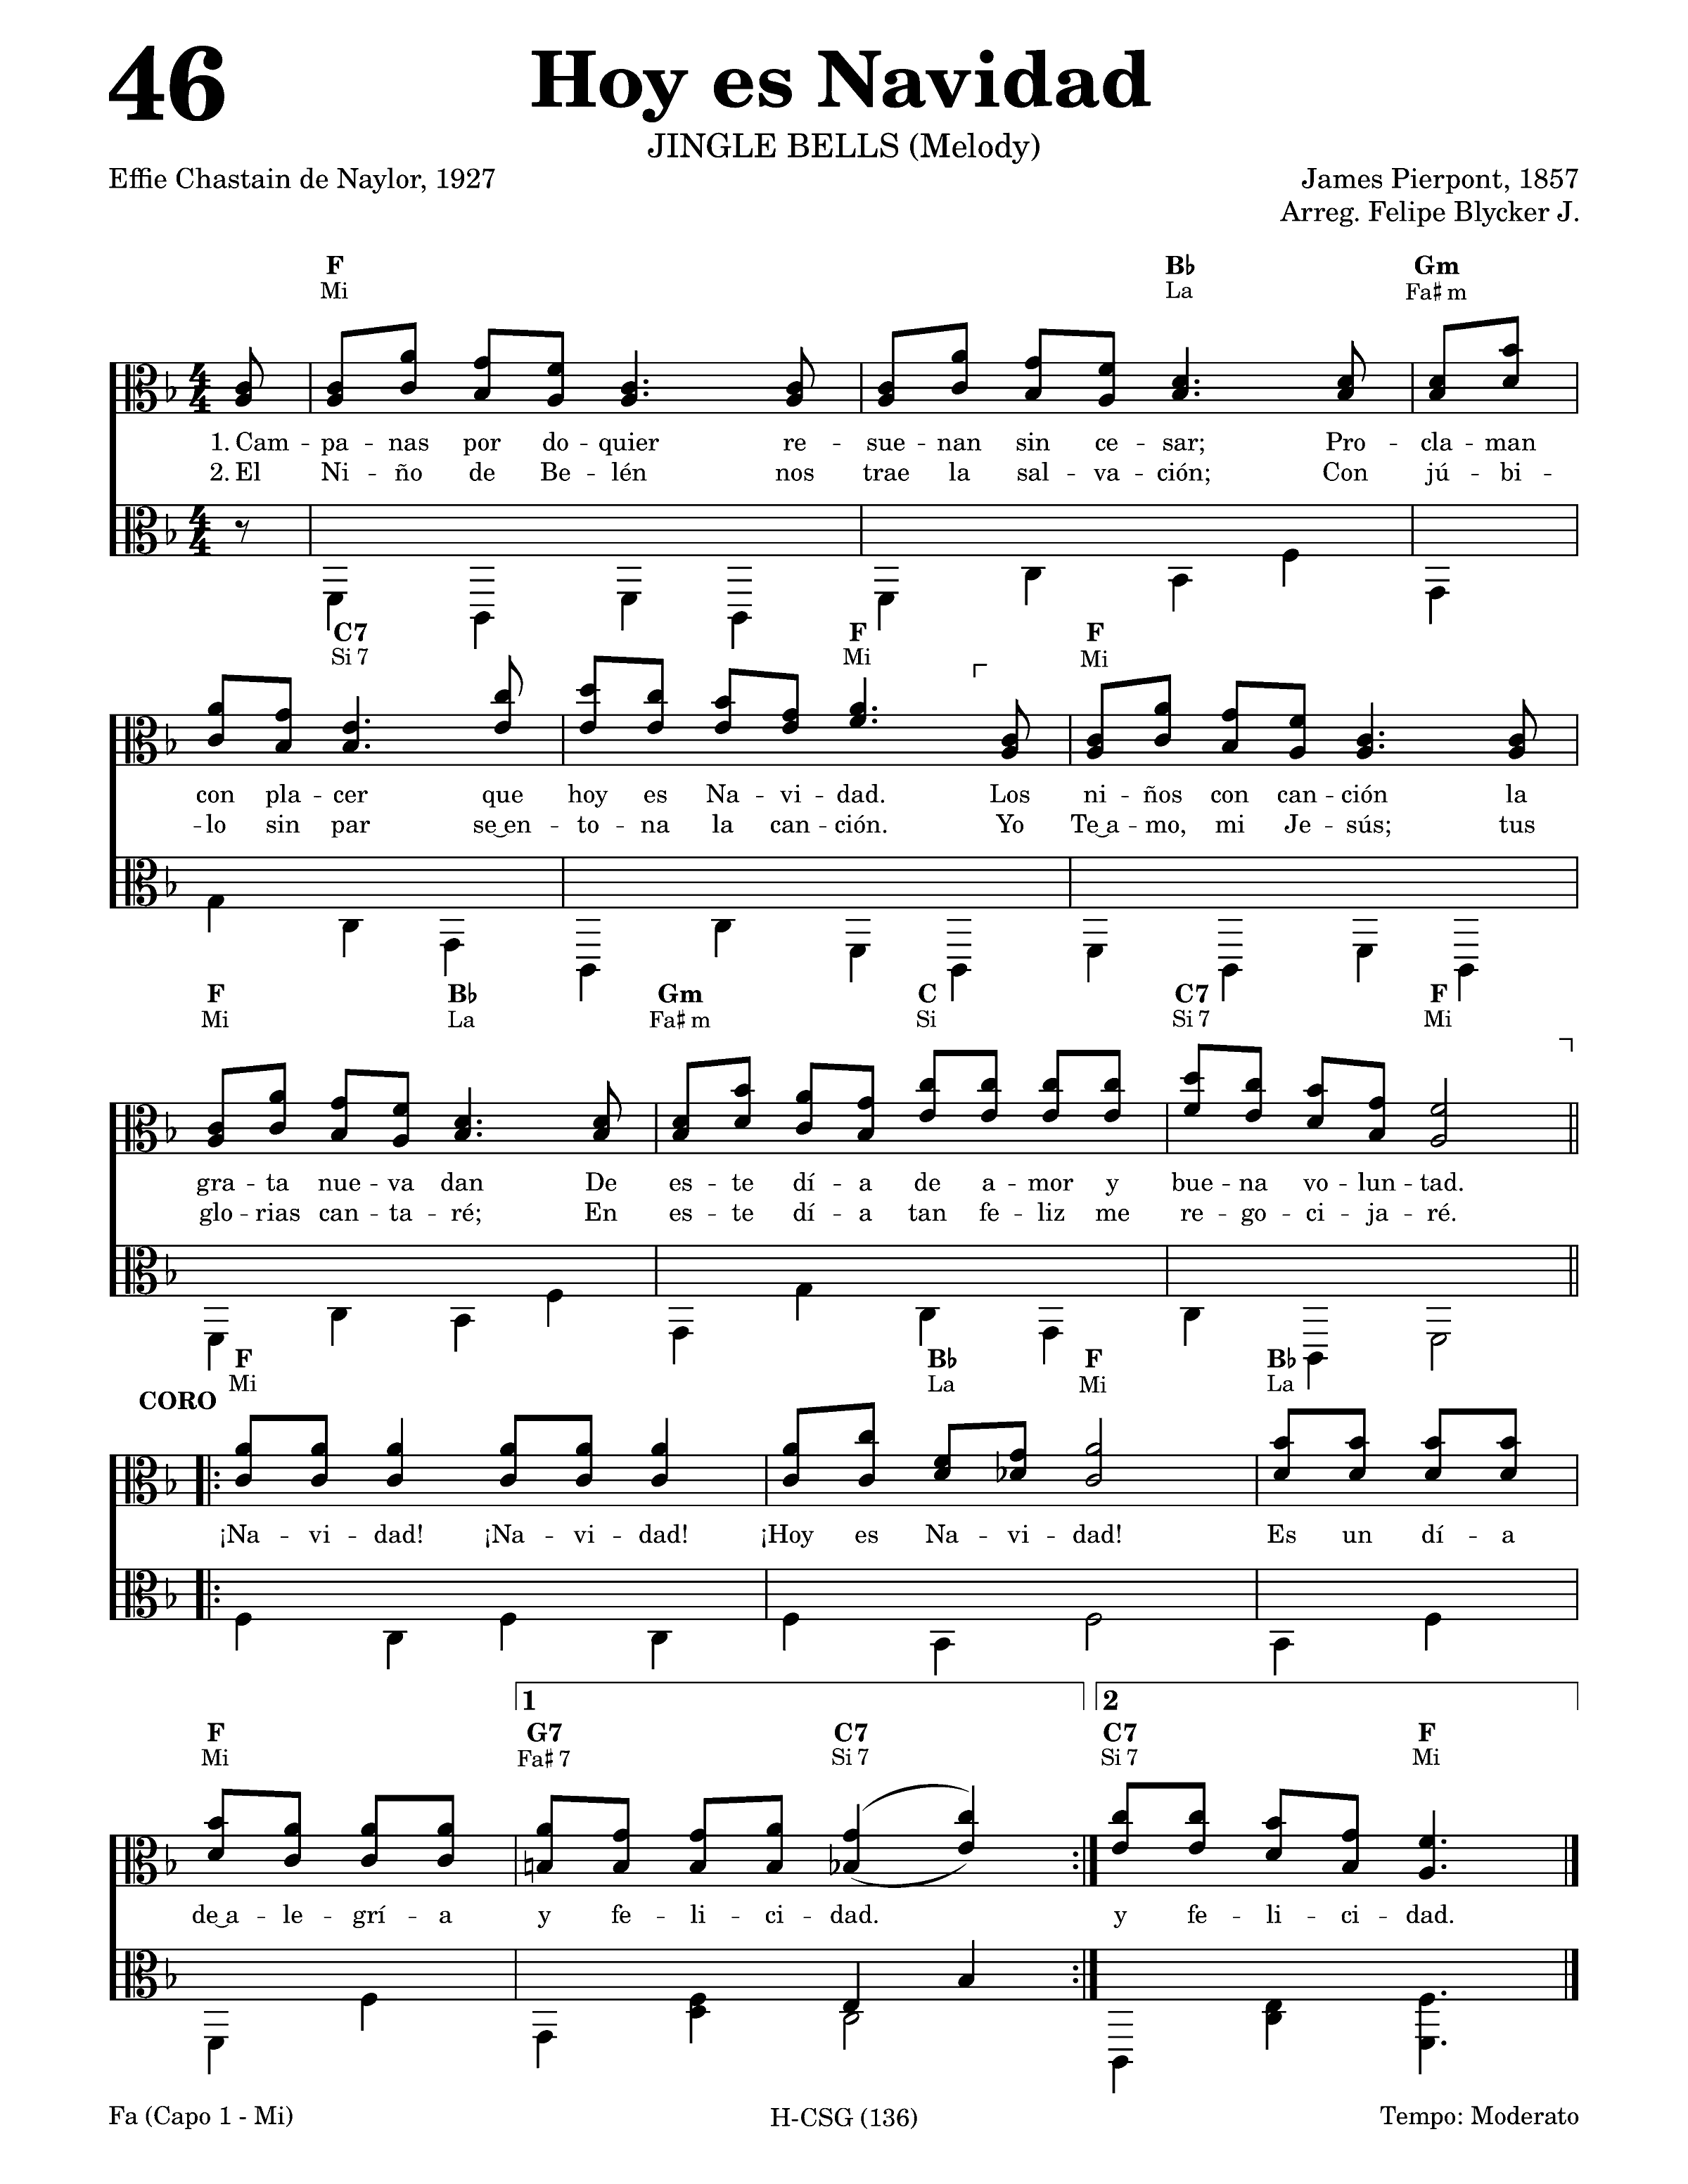 46
Hoy es Navidad
JINGLE BELLS (Melody)
Effie Chastain de Naylor, 1927
James Pierpont, 1857
Arreg. Felipe Blycker J.
F B♭ Gm
Mi La Fa♯ m
4 4
1. Cam - pa - nas por do - quier re - sue - nan sin ce - sar; Pro - cla - man
2. El Ni - ño de Be - lén nos trae la sal - va - ción; Con jú - bi -
4 4
C7 F F
Si 7 Mi Mi
con pla - cer que hoy es Na - vi - dad. Los ni - ños con can - ción la
- lo sin par se‿en - to - na la can - ción. Yo Te‿a - mo, mi Je - sús; tus
F B♭ Gm C C7 F
Mi La Fa♯ m Si Si 7 Mi
gra - ta nue - va dan De es - te dí - a de a - mor y bue - na vo - lun - tad.
glo - rias can - ta - ré; En es - te dí - a tan fe - liz me re - go - ci - ja - ré.
F B♭ F B♭
Mi La Mi La
CORO
¡Na - vi - dad! ¡Na - vi - dad! ¡Hoy es Na - vi - dad! Es un dí - a
1 2
F G7 C7 C7 F
Mi Fa♯ 7 Si 7 Si 7 Mi
de‿a - le - grí - a y fe - li - ci - dad. y fe - li - ci - dad.
Fa (Capo 1 - Mi)
H-CSG (136)
Tempo: Moderato